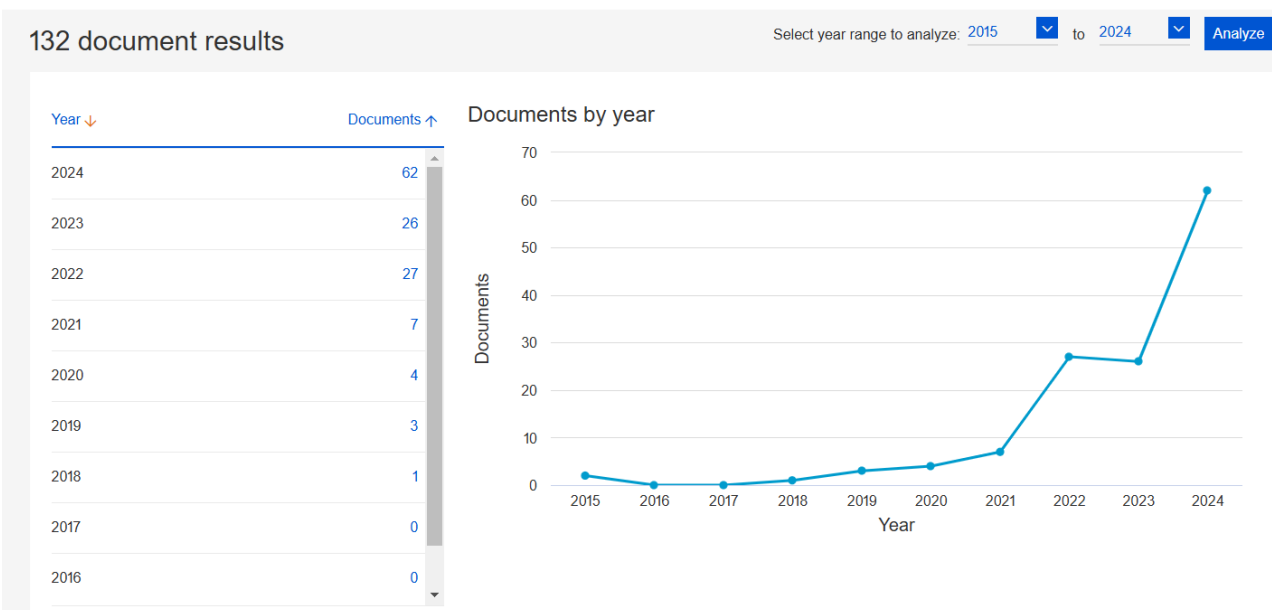 132 document results
Select year range to analyze: 2015 to 2024 Analyze
Year Documents
2024 62
2023 26
2022 27
2021 7
2020 4
2019 3
2018 1
2017 0
2016 0
Documents by year
70
60
50
40
30
20
10
0
Documents
2015 2016 2017 2018 2019 2020 2021 2022 2023 2024
Year